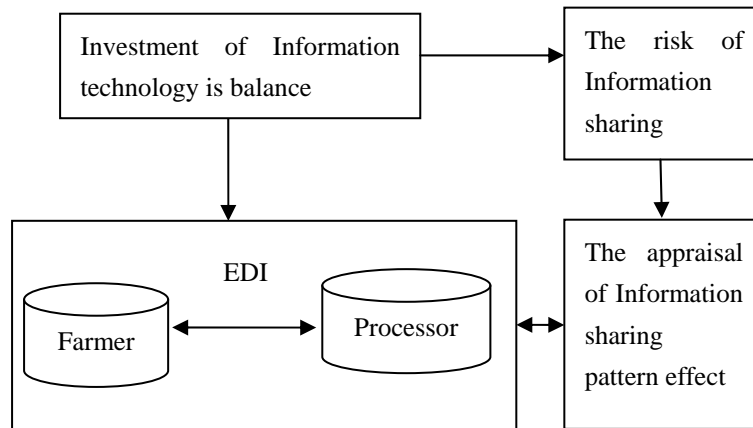 Investment of Information
technology is balance
The risk of
Information
sharing
EDI
Farmer
Processor
The appraisal
of Information
sharing
pattern effect